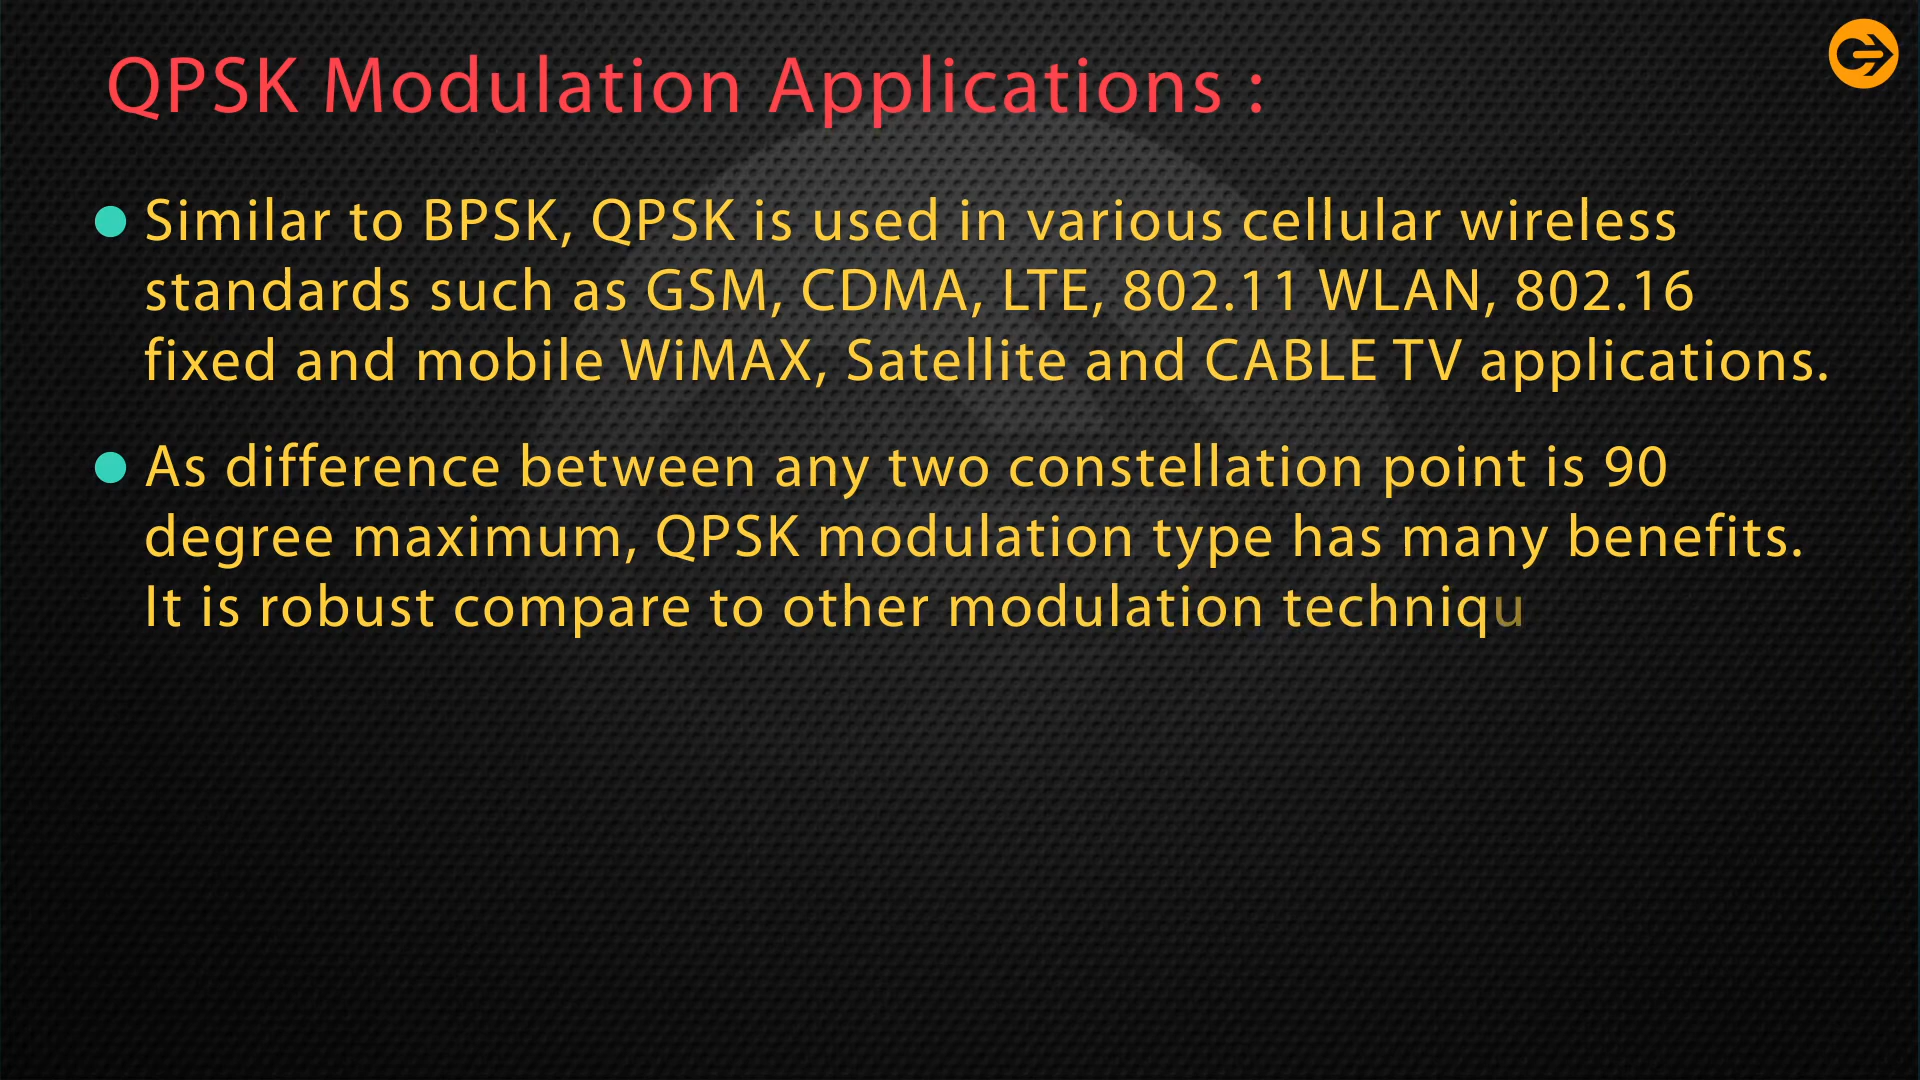 QPSK Modulation Applications :
Similar to BPSK, QPSK is used in various cellular wireless
standards such as GSM, CDMA, LTE, 802.11 WLAN, 802.16
fixed and mobile WiMAX, Satellite and CABLE TV applications.
As difference between any two constellation point is 90
degree maximum, QPSK modulation type has many benefits.
It is robust compare to other modulation techniqu